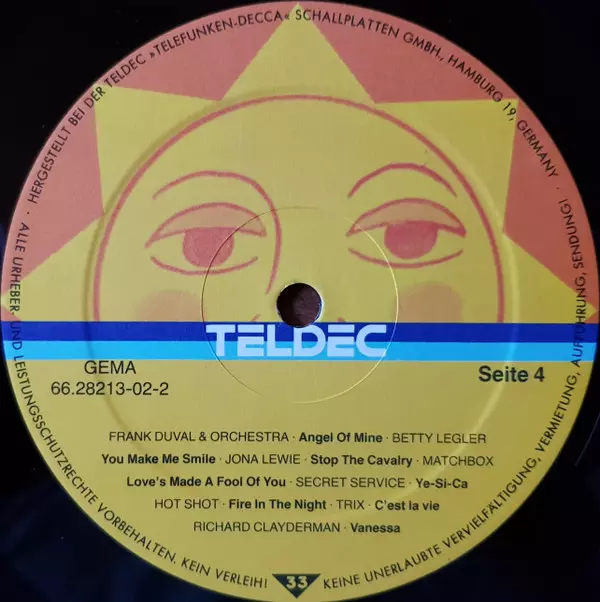 HERGESTELLT BEI DER TELDEC »TELEFUNKEN-DECCA« SCHALLPLATTEN GMBH., HAMBURG 19, GERMANY
TELDEC
GEMA
66.28213-02-2
Seite 4
FRANK DUVAL & ORCHESTRA · Angel Of Mine · BETTY LEGLER
You Make Me Smile · JONA LEWIE · Stop The Cavalry · MATCHBOX
Love's Made A Fool Of You · SECRET SERVICE · Ye-Si-Ca
HOT SHOT · Fire In The Night · TRIX · C'est la vie
RICHARD CLAYDERMAN · Vanessa
33
· ALLE URHEBER- UND LEISTUNGSSCHUTZRECHTE VORBEHALTEN. KEIN VERLEIH! KEINE UNERLAUBTE VERVIELFÄLTIGUNG, VERMIETUNG, AUFFÜHRUNG, SENDUNG! ·